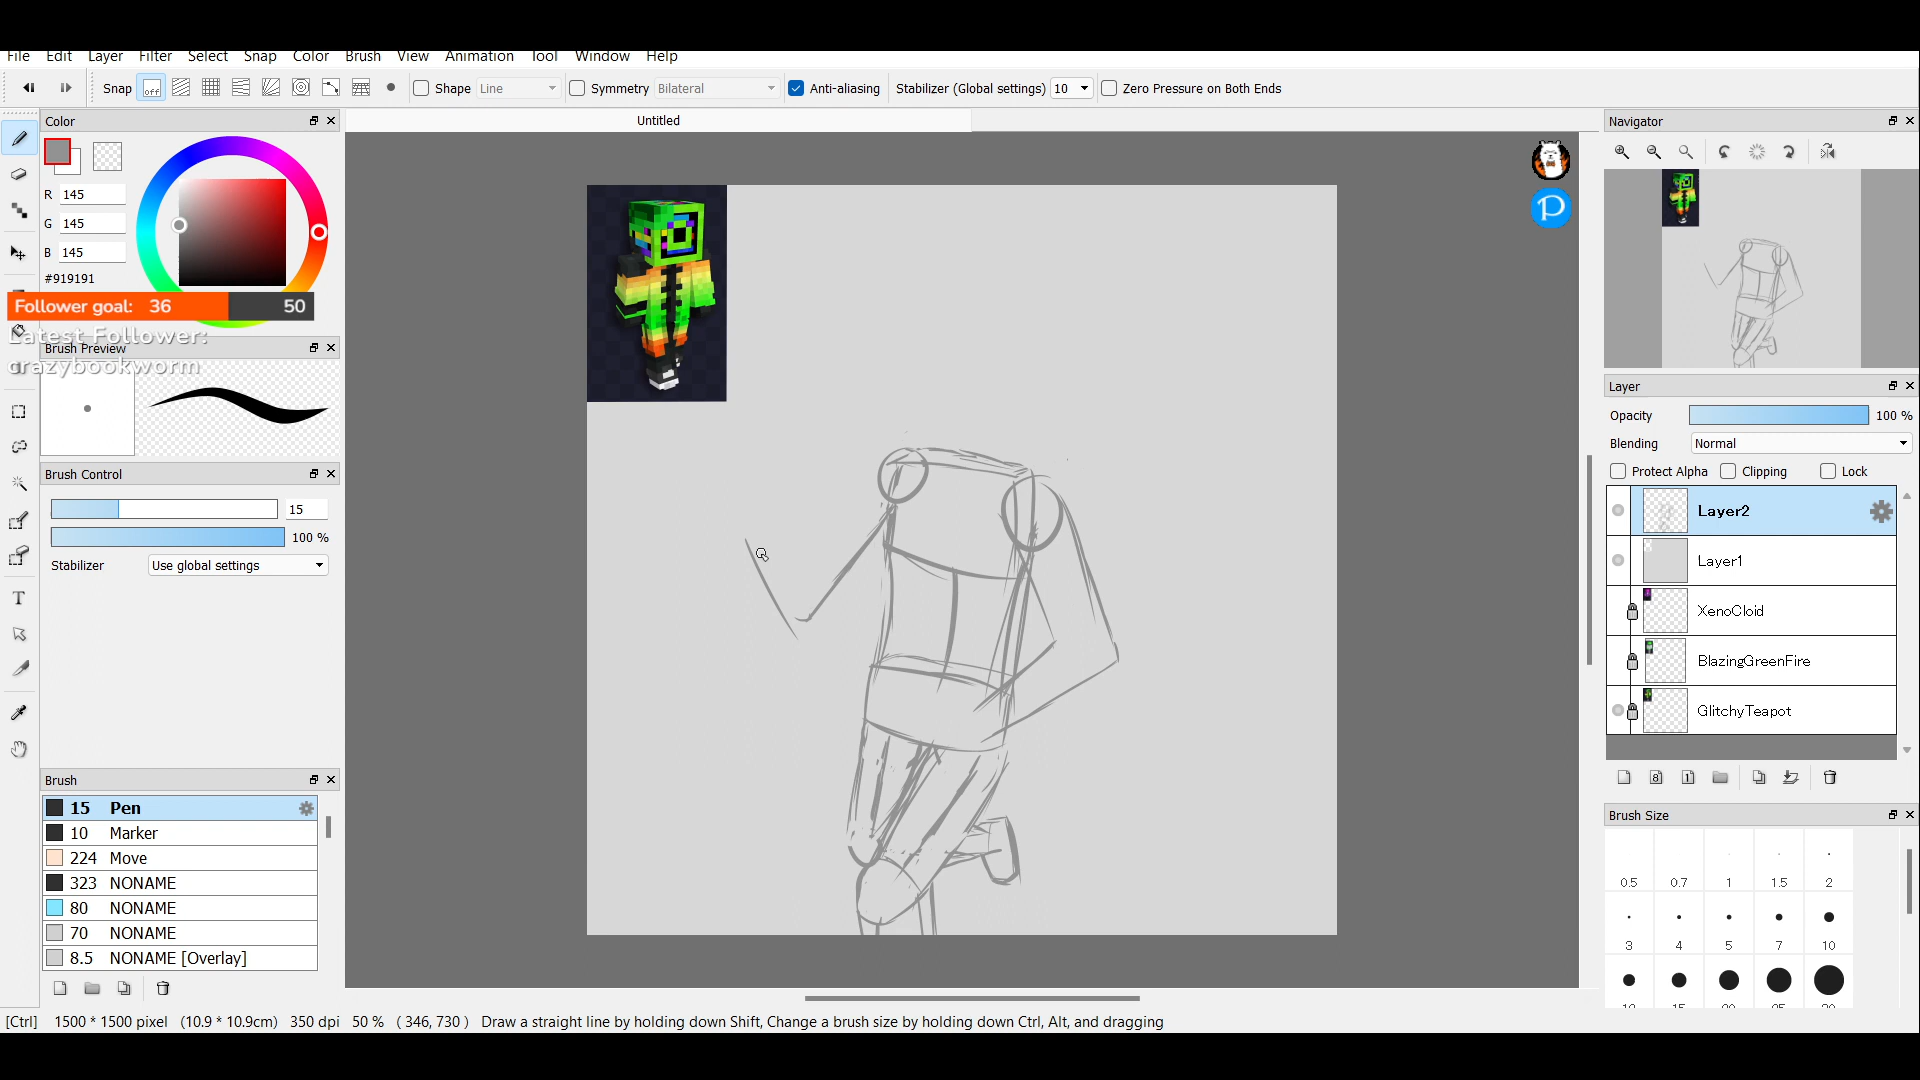 File Edit Layer Filter Select Snap Color Brush View Animation Tool Window Help
Snap off Shape Line Symmetry Bilateral Anti-aliasing Stabilizer (Global settings) 10 Zero Pressure on Both Ends
Color
Untitled
Navigator
R 145
G 145
B 145
#919191
Follower goal: 36 50
Latest Follower:
crazybookworm
Brush Preview
Brush Control
15
100 %
Stabilizer Use global settings
Brush
15 Pen
10 Marker
224 Move
323 NONAME
80 NONAME
70 NONAME
8.5 NONAME [Overlay]
Layer
Opacity 100 %
Blending Normal
Protect Alpha Clipping Lock
Layer2
Layer1
XenoCloid
BlazingGreenFire
GlitchyTeapot
Brush Size
0.5 0.7 1 1.5 2
3 4 5 7 10
[Ctrl] 1500 * 1500 pixel (10.9 * 10.9cm) 350 dpi 50 % ( 346, 730 ) Draw a straight line by holding down Shift, Change a brush size by holding down Ctrl, Alt, and dragging